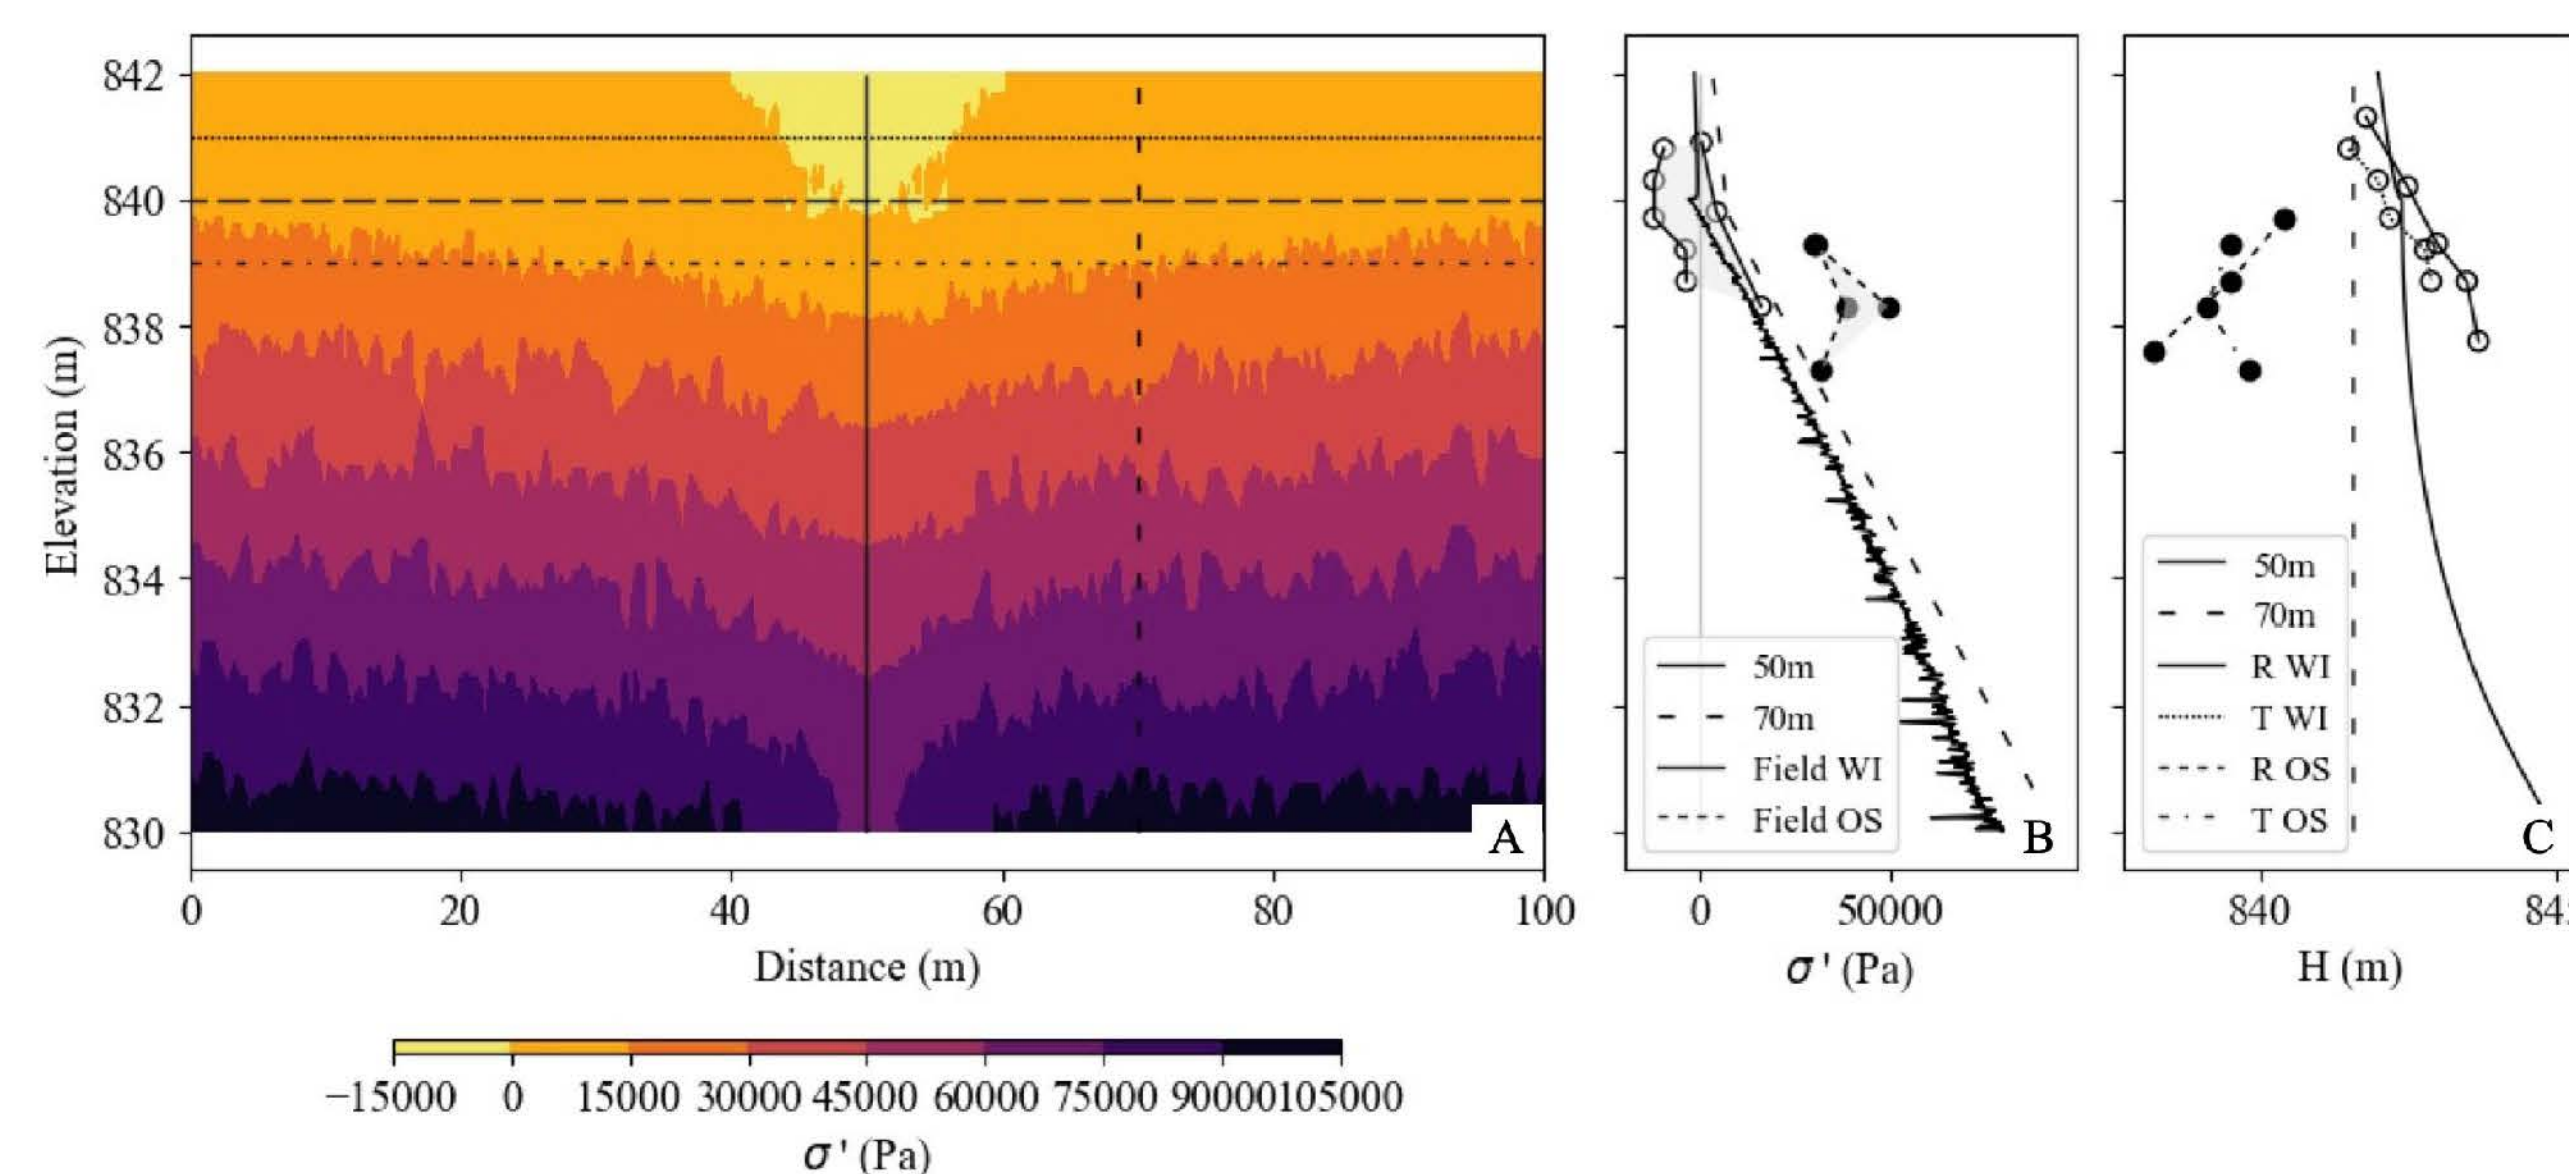 842
840
838
836
834
832
830
Elevation (m)
0 20 40 60 80 100
Distance (m)
A
−15000 0 15000 30000 45000 60000 75000 90000 105000
σ ' (Pa)
50m
70m
Field WI
Field OS
B
0 50000
σ ' (Pa)
50m
70m
R WI
T WI
R OS
T OS
C
840
H (m)